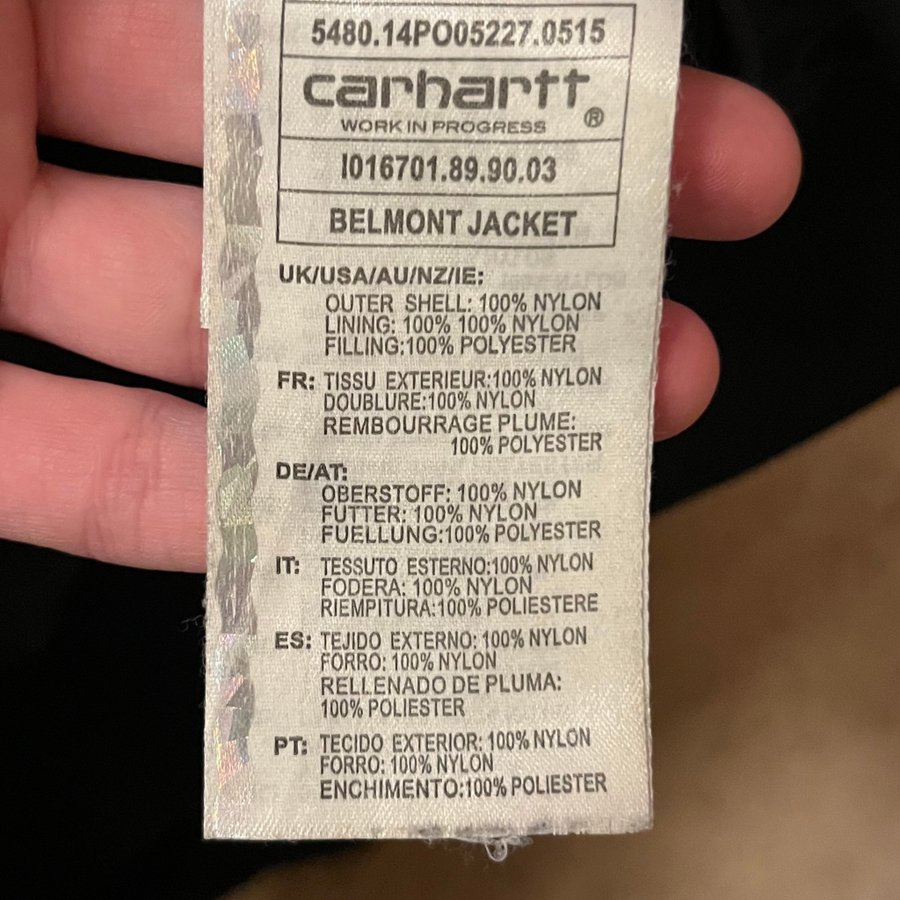 5480.14PO05227.0515
carhartt
WORK IN PROGRESS ®
I016701.89.90.03
BELMONT JACKET
UK/USA/AU/NZ/IE:
OUTER SHELL: 100% NYLON
LINING: 100% 100% NYLON
FILLING:100% POLYESTER
FR: TISSU EXTERIEUR:100% NYLON
DOUBLURE:100% NYLON
REMBOURRAGE PLUME:
100% POLYESTER
DE/AT:
OBERSTOFF: 100% NYLON
FUTTER: 100% NYLON
FUELLUNG:100% POLYESTER
IT: TESSUTO ESTERNO:100% NYLON
FODERA: 100% NYLON
RIEMPITURA:100% POLIESTERE
ES: TEJIDO EXTERNO: 100% NYLON
FORRO: 100% NYLON
RELLENADO DE PLUMA:
100% POLIESTER
PT: TECIDO EXTERIOR: 100% NYLON
FORRO: 100% NYLON
ENCHIMENTO:100% POLIESTER